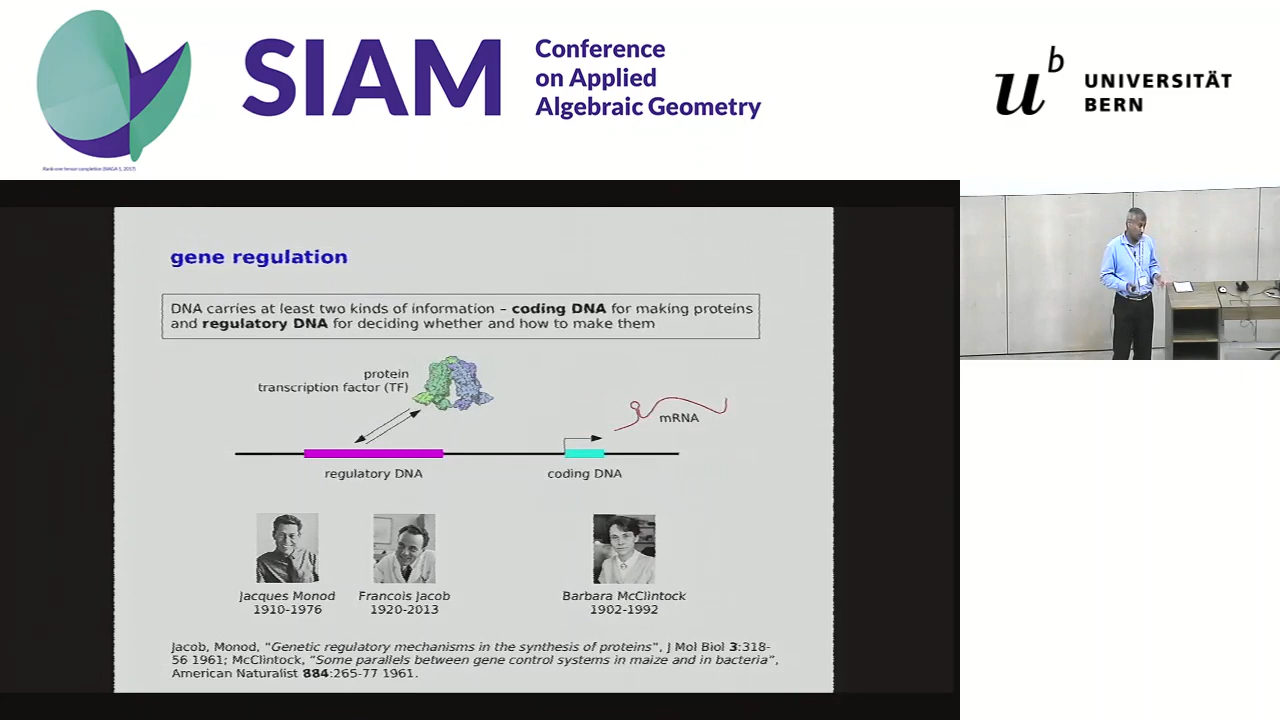 SIAM
Conference
on Applied
Algebraic Geometry
u^b
UNIVERSITÄT
BERN
gene regulation
DNA carries at least two kinds of information – coding DNA for making proteins
and regulatory DNA for deciding whether and how to make them
protein
transcription factor (TF)
mRNA
regulatory DNA
coding DNA
Jacques Monod
1910-1976
Francois Jacob
1920-2013
Barbara McClintock
1902-1992
Jacob, Monod, "Genetic regulatory mechanisms in the synthesis of proteins", J Mol Biol 3:318-
56 1961; McClintock, "Some parallels between gene control systems in maize and in bacteria",
American Naturalist 884:265-77 1961.